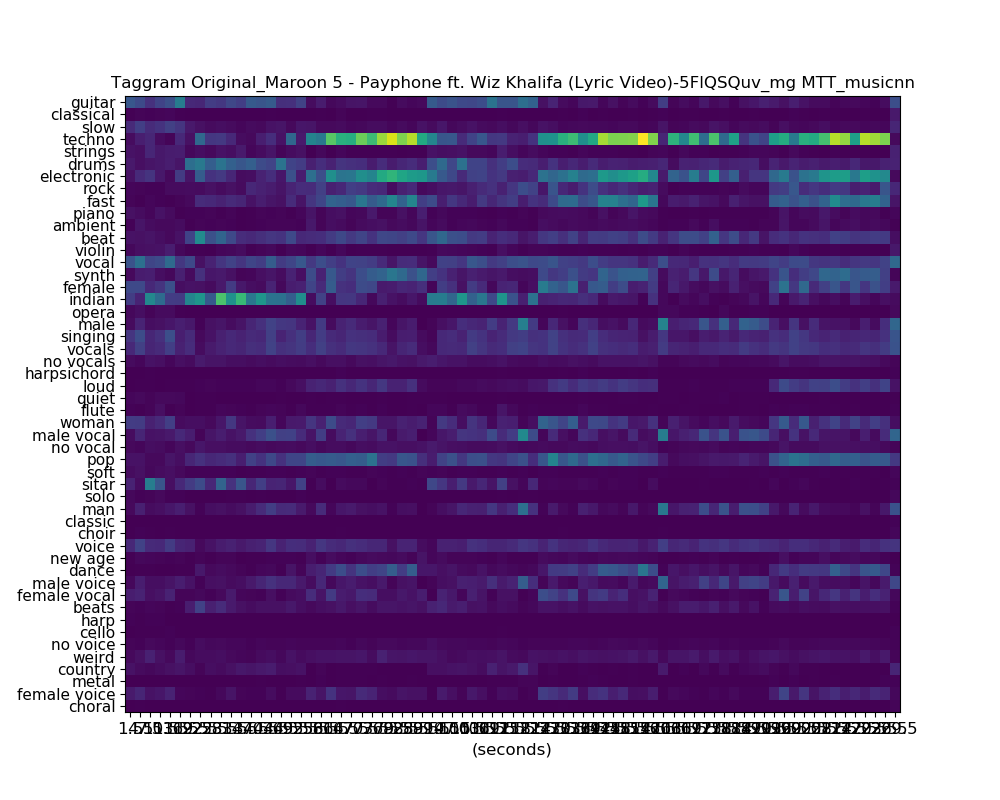 Taggram Original_Maroon 5 - Payphone ft. Wiz Khalifa (Lyric Video)-5FlQSQuv_mg MTT_musicnn
guitar
classical
slow
techno
strings
drums
electronic
rock
fast
piano
ambient
beat
violin
vocal
synth
female
indian
opera
male
singing
vocals
no vocals
harpsichord
loud
quiet
flute
woman
male vocal
no vocal
pop
soft
sitar
solo
man
classic
choir
voice
new age
dance
male voice
female vocal
beats
harp
cello
no voice
weird
country
metal
female voice
choral
(seconds)